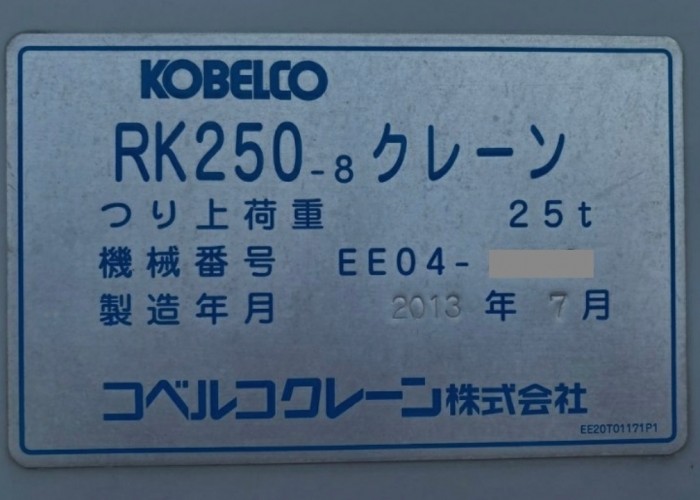 KOBELCO
RK250-8 クレーン
つり上荷重 25t
機械番号 EE04-
製造年月 2013 年 7 月
コベルコクレーン株式会社
EE20T01171P1